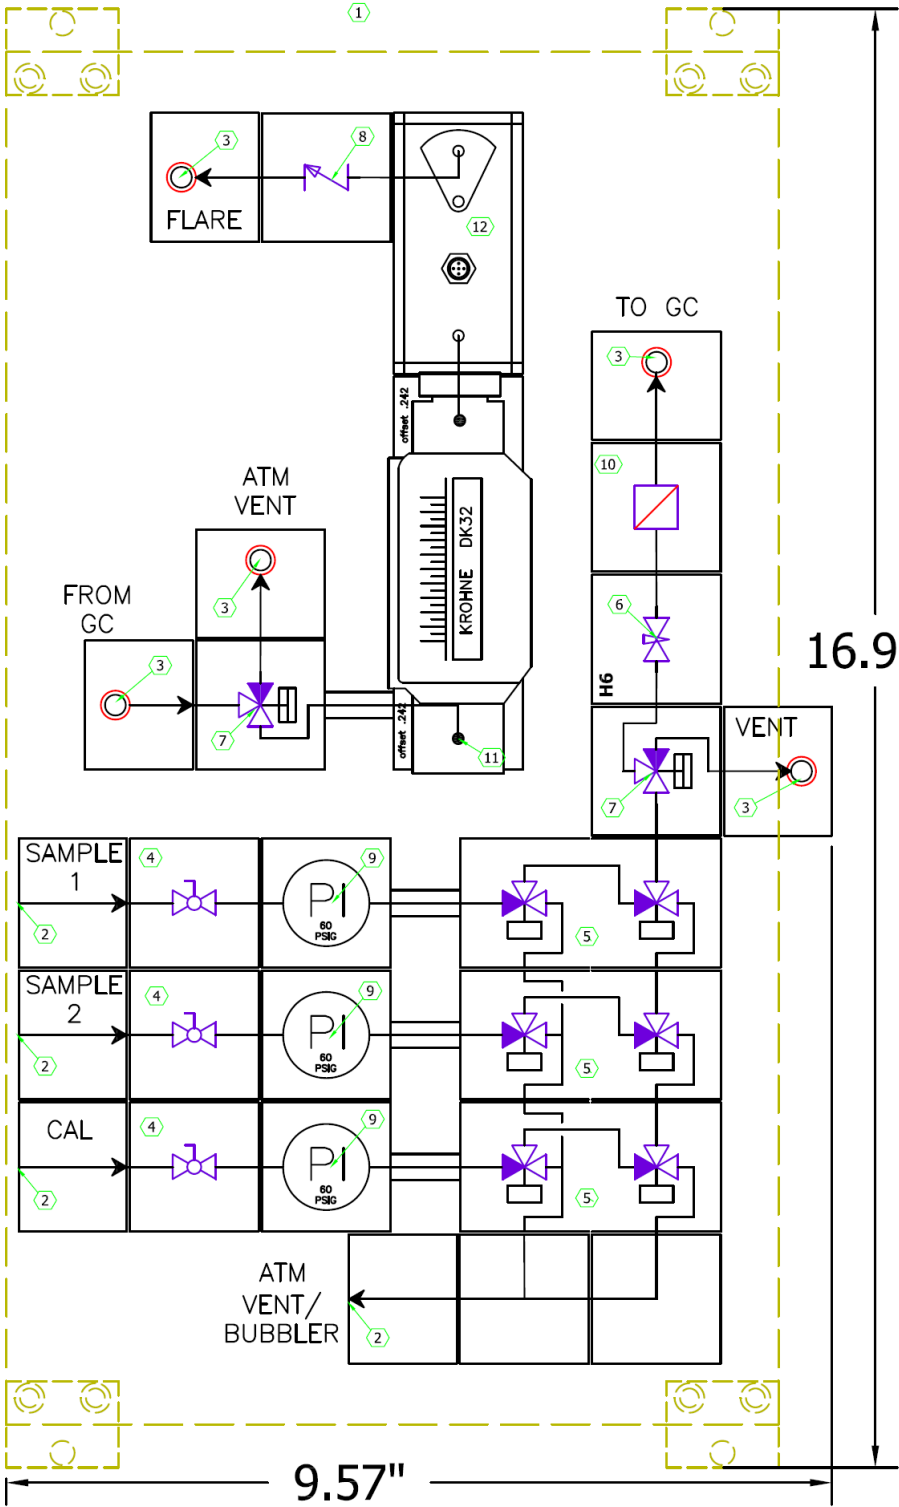 1
3
8
FLARE
12
TO GC
3
offset .242
10
ATM
VENT
KROHNE DK32
3
6
FROM
GC
3
16.9
H6
7
offset .242
11
VENT
7
3
SAMPLE
1
4
9
PI
60
PSIG
2
5
SAMPLE
2
4
9
PI
60
PSIG
2
5
CAL
4
9
PI
60
PSIG
2
5
ATM
VENT/
BUBBLER
2
9.57"